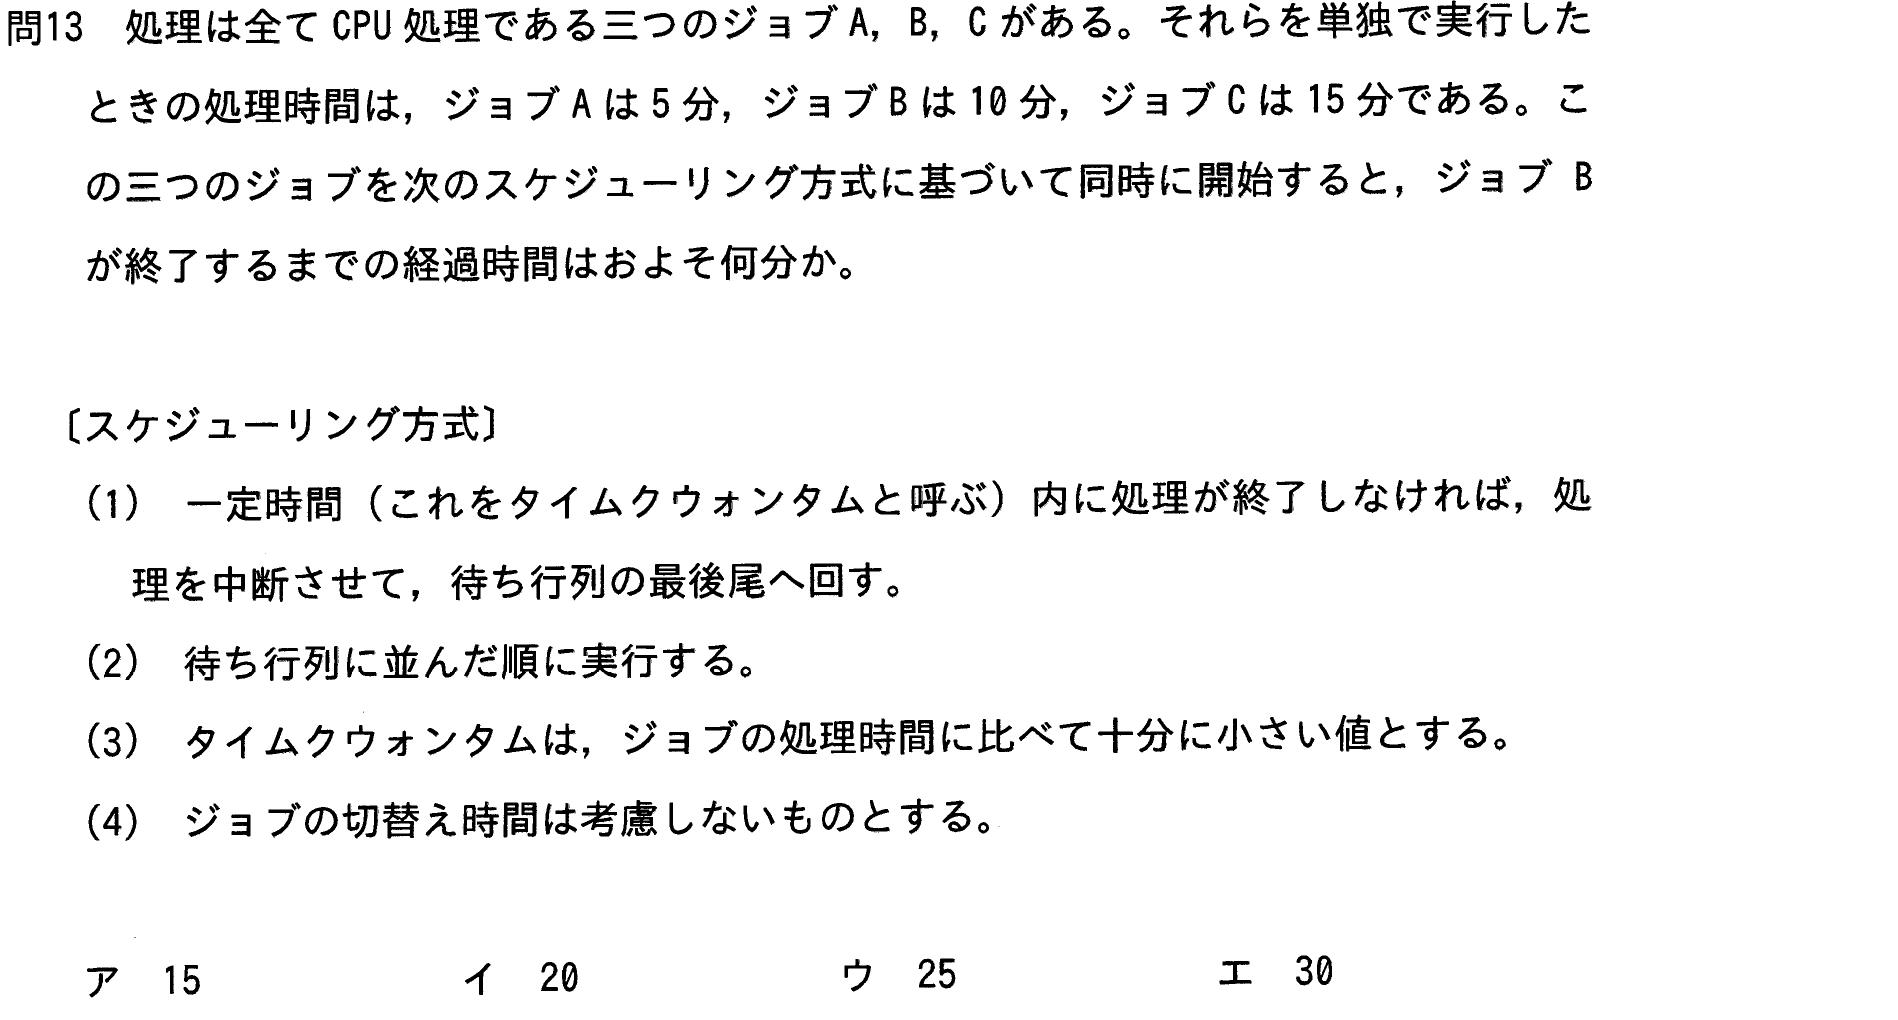 問13 処理は全て CPU 処理である三つのジョブ A, B, C がある。それらを単独で実行した
ときの処理時間は,ジョブ A は 5 分,ジョブ B は 10 分,ジョブ C は 15 分である。こ
の三つのジョブを次のスケジューリング方式に基づいて同時に開始すると,ジョブ B
が終了するまでの経過時間はおよそ何分か。
〔スケジューリング方式〕
(1) 一定時間(これをタイムクウォンタムと呼ぶ)内に処理が終了しなければ,処
理を中断させて,待ち行列の最後尾へ回す。
(2) 待ち行列に並んだ順に実行する。
(3) タイムクウォンタムは,ジョブの処理時間に比べて十分に小さい値とする。
(4) ジョブの切替え時間は考慮しないものとする。
ア 15 イ 20 ウ 25 エ 30